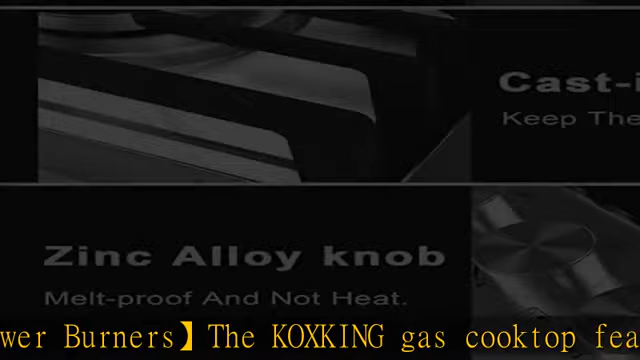 Cast-i
Keep The
Zinc Alloy knob
Melt-proof And Not Heat.
wer Burners】The KOXKING gas cooktop fea